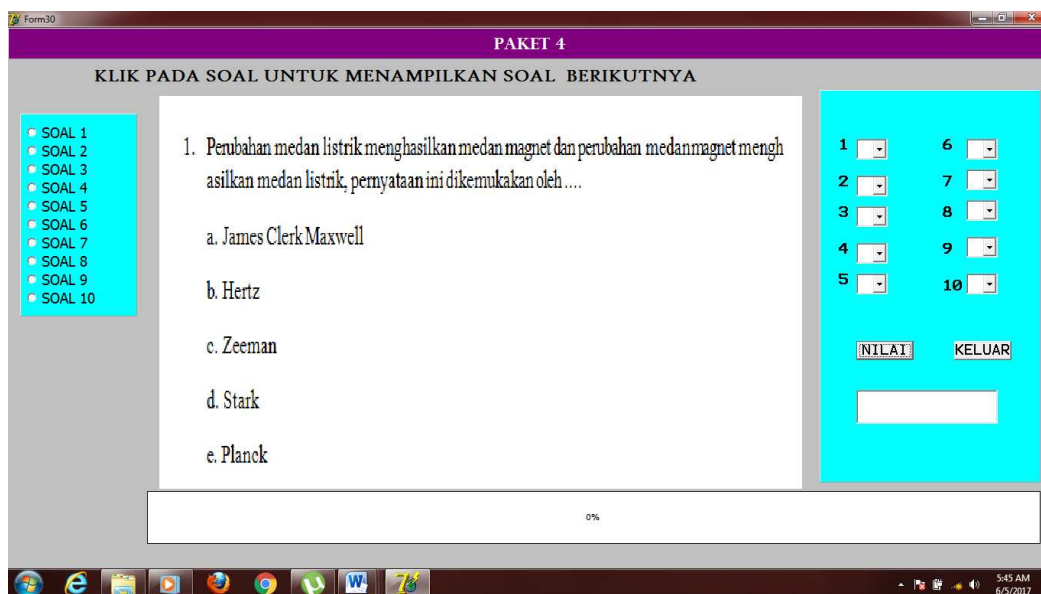 Form30
PAKET 4
KLIK PADA SOAL UNTUK MENAMPILKAN SOAL BERIKUTNYA
SOAL 1
SOAL 2
SOAL 3
SOAL 4
SOAL 5
SOAL 6
SOAL 7
SOAL 8
SOAL 9
SOAL 10
1. Perubahan medan listrik menghasilkan medan magnet dan perubahan medan magnet mengh
asilkan medan listrik, pernyataan ini dikemukakan oleh ....
a. James Clerk Maxwell
b. Hertz
c. Zeeman
d. Stark
e. Planck
1 6
2 7
3 8
4 9
5 10
NILAI KELUAR
0%
5:45 AM
6/5/2017